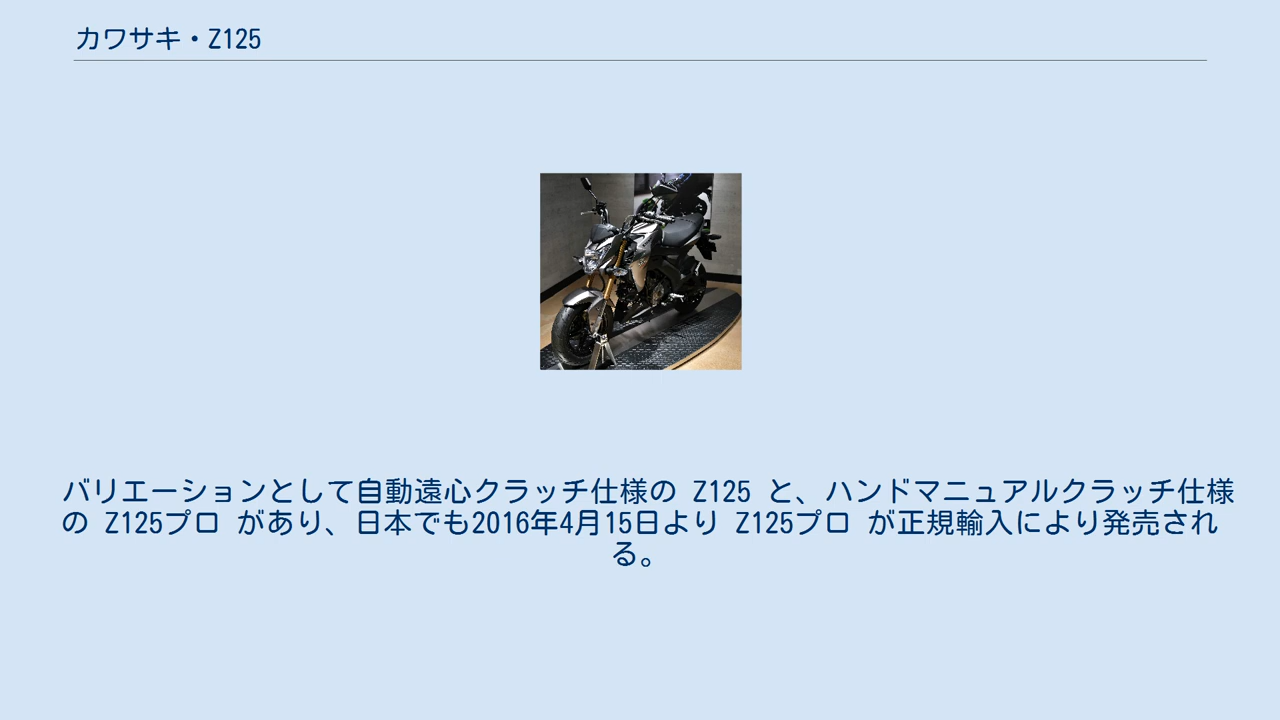 カワサキ・Z125
バリエーションとして自動遠心クラッチ仕様の Z125 と、ハンドマニュアルクラッチ仕様
の Z125プロ があり、日本でも2016年4月15日より Z125プロ が正規輸入により発売され
る。